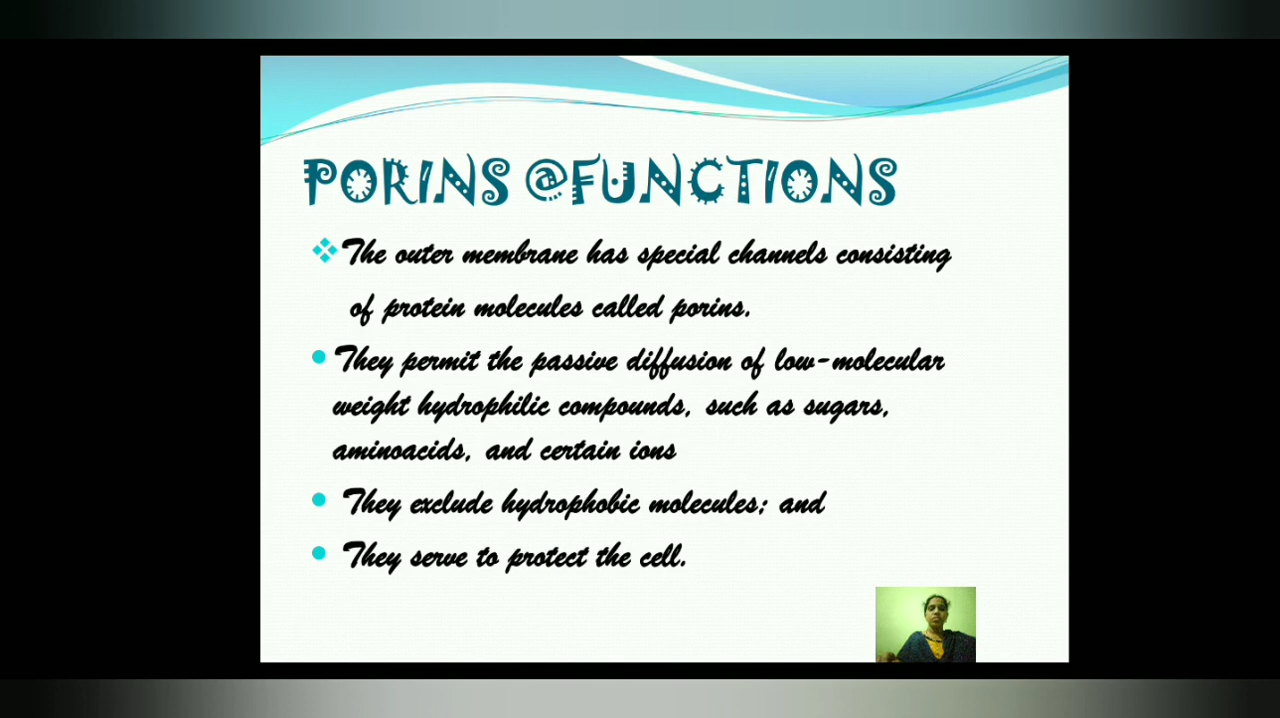 PORINS @FUNCTIONS
The outer membrane has special channels consisting
of protein molecules called porins.
They permit the passive diffusion of low-molecular
weight hydrophilic compounds, such as sugars,
aminoacids, and certain ions
They exclude hydrophobic molecules; and
They serve to protect the cell.